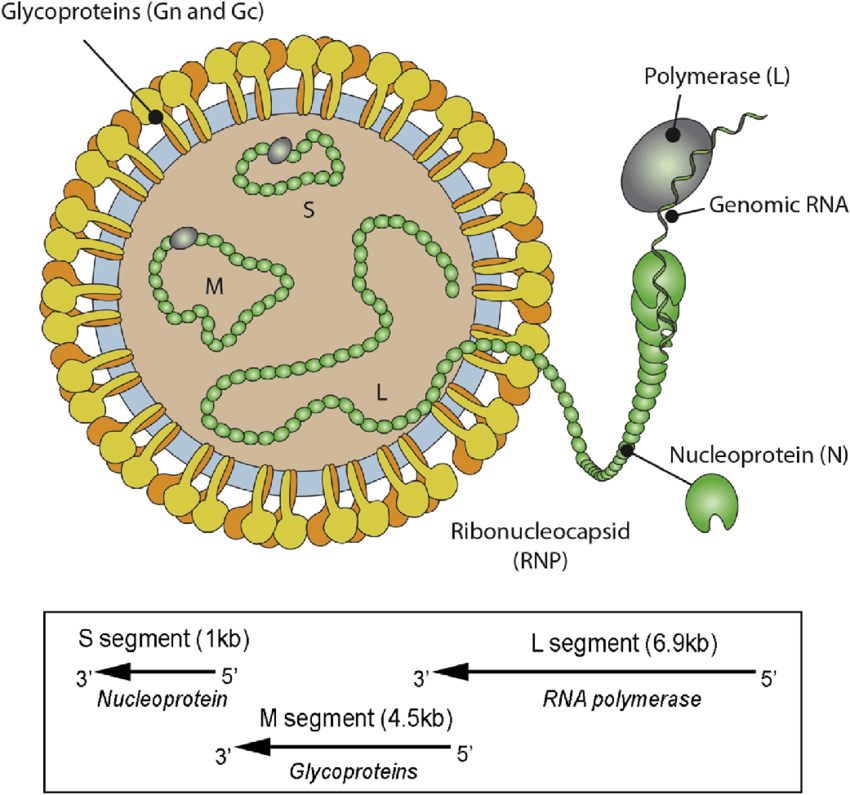 Glycoproteins (Gn and Gc)
Polymerase (L)
S
Genomic RNA
M
L
Nucleoprotein (N)
Ribonucleocapsid
(RNP)
S segment (1kb)
3’ 5’
Nucleoprotein
L segment (6.9kb)
3’ 5’
RNA polymerase
M segment (4.5kb)
3’ 5’
Glycoproteins